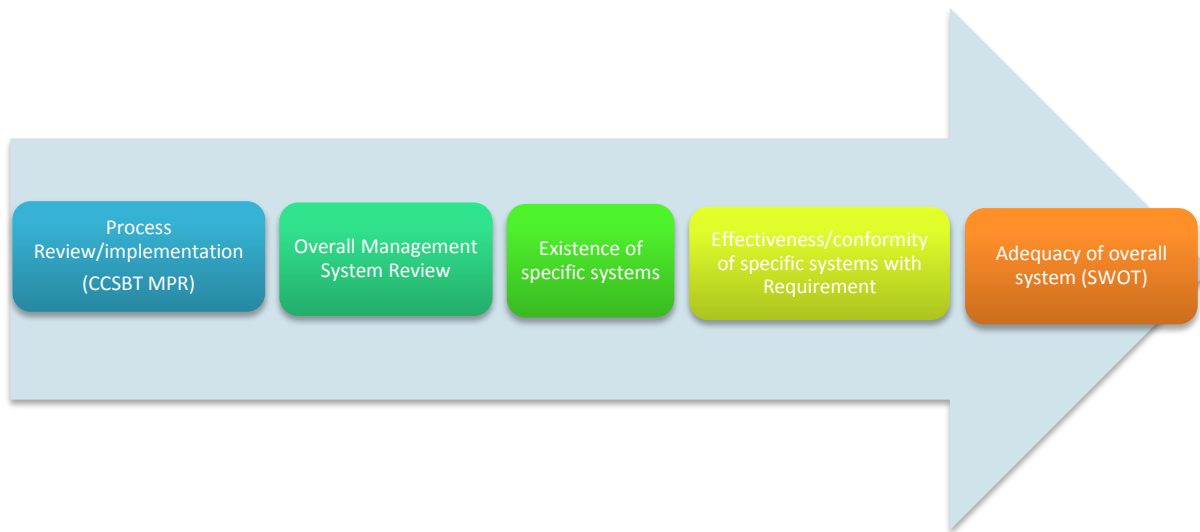 Process
Review/implementation
(CCSBT MPR)
Overall Management
System Review
Existence of
specific systems
Effectiveness/conformity
of specific systems with
Requirement
Adequacy of overall
system (SWOT)